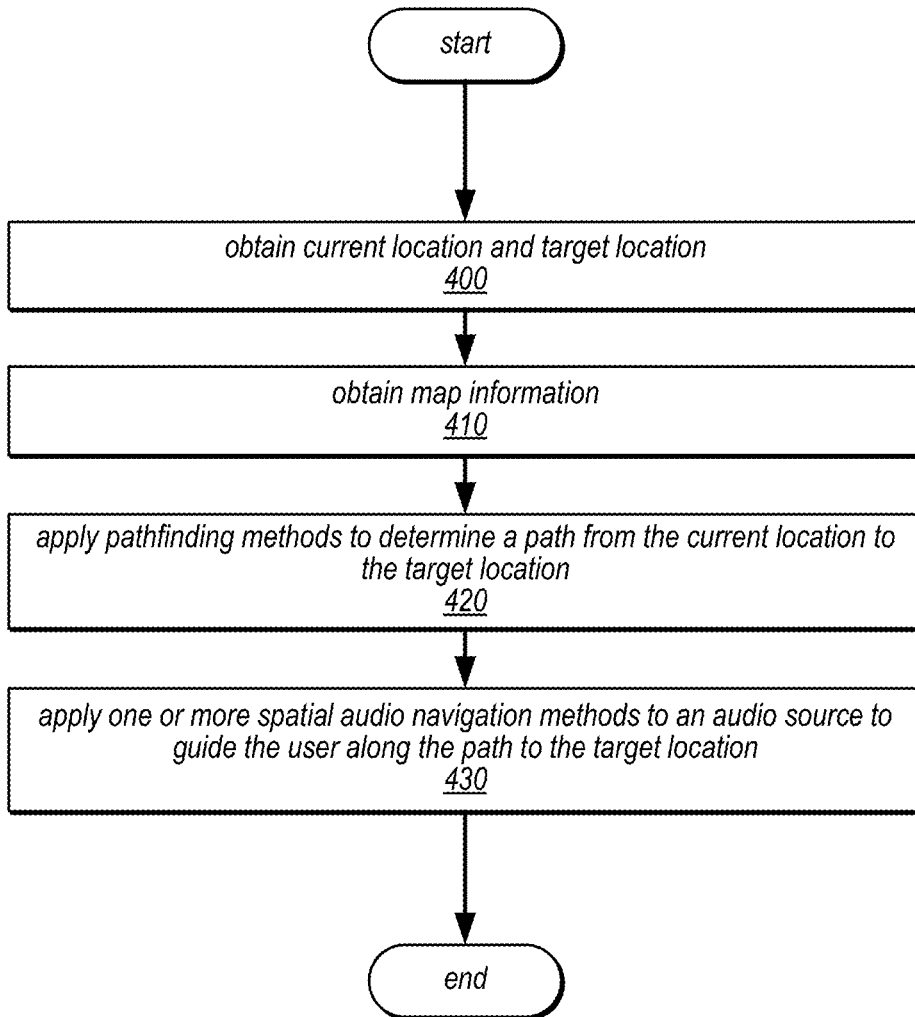 start
obtain current location and target location
400
obtain map information
410
apply pathfinding methods to determine a path from the current location to
the target location
420
apply one or more spatial audio navigation methods to an audio source to
guide the user along the path to the target location
430
end